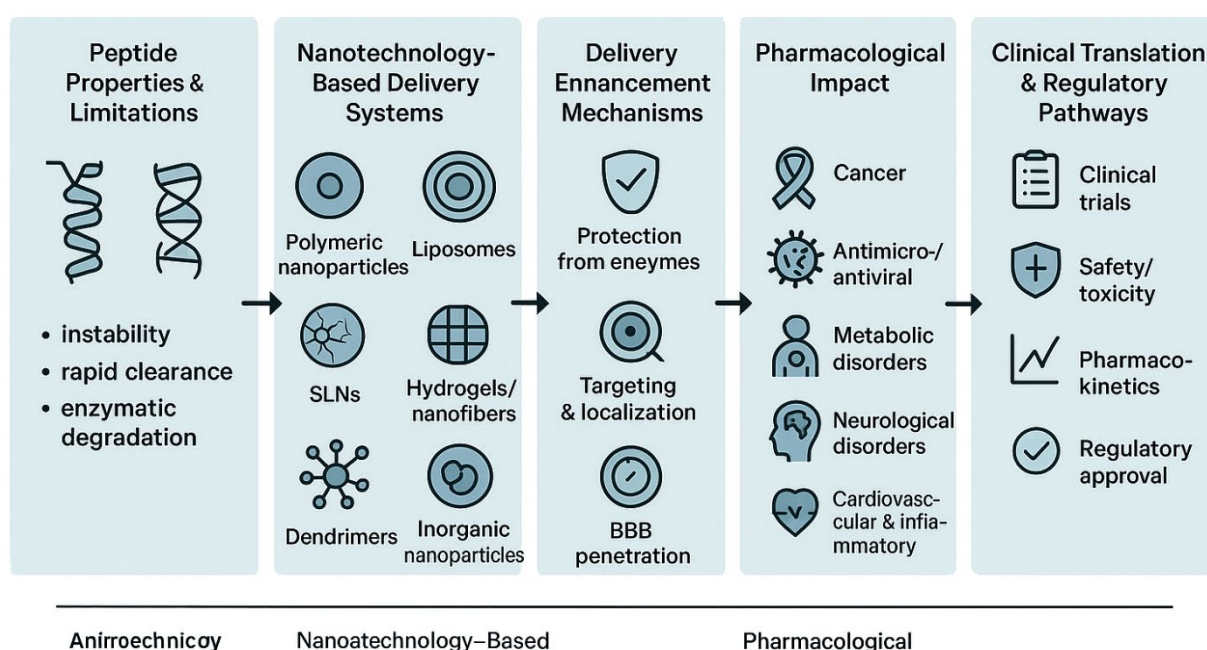 Peptide
Properties &
Limitations
• instability
• rapid clearance
• enzymatic
degradation
Nanotechnology-
Based Delivery
Systems
Polymeric
nanoparticles
Liposomes
SLNs
Hydrogels/
nanofibers
Dendrimers
Inorganic
nanoparticles
Delivery
Ennancement
Mechanisms
Protection
from eneymes
Targeting
& localization
BBB
penetration
Pharmacological
Impact
Cancer
Antimicro-/
antiviral
Metabolic
disorders
Neurological
disorders
Cardiovasc-
cular & infia-
mmatory
Clinical Translation
& Regulatory
Pathways
Clinical
trials
Safety/
toxicity
Pharmaco-
kinetics
Regulatory
approval
Anirroechnicay
Nanoatechnology–Based
Pharmacological